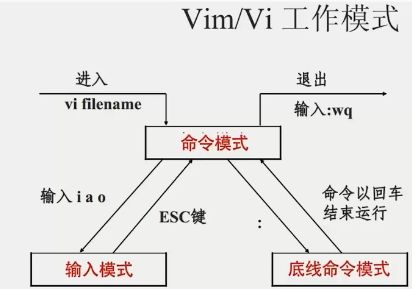 Vim/Vi 工作模式
进入
vi filename
退出
输入:wq
命令模式
输入 i a o
ESC键
:
命令以回车
结束运行
输入模式
底线命令模式